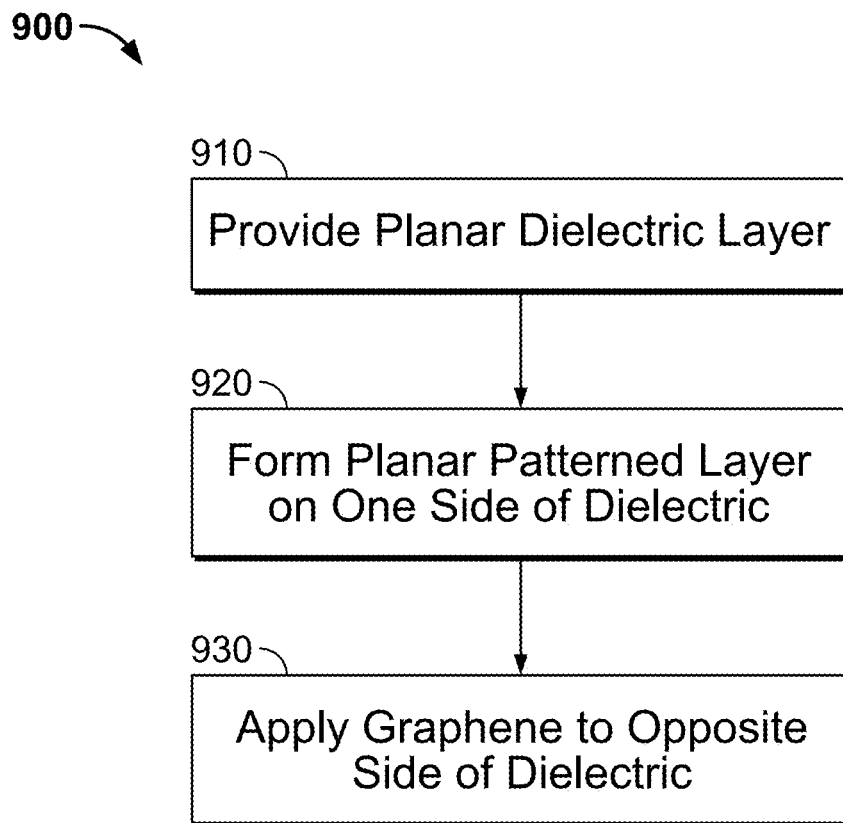 900
910
Provide Planar Dielectric Layer
920
Form Planar Patterned Layer
on One Side of Dielectric
930
Apply Graphene to Opposite
Side of Dielectric